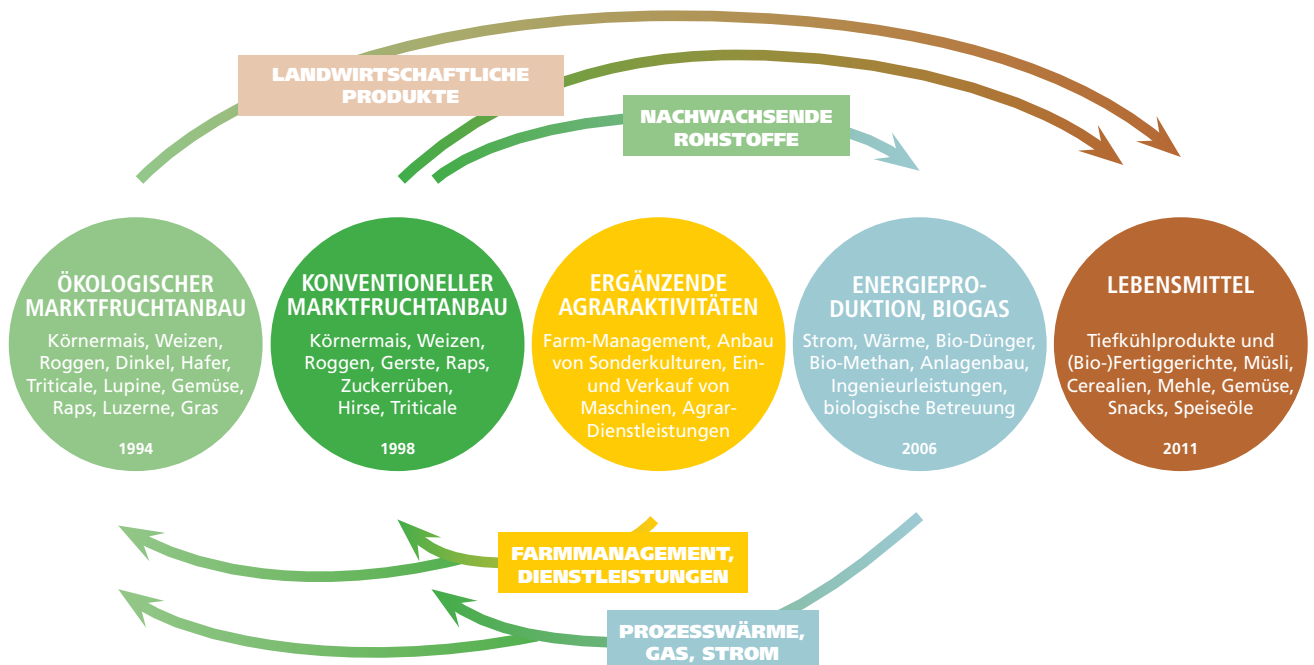 LANDWIRTSCHAFTLICHE
PRODUKTE
NACHWACHSENDE
ROHSTOFFE
ÖKOLOGISCHER
MARKTFRUCHTANBAU
Körnermais, Weizen,
Roggen, Dinkel, Hafer,
Triticale, Lupine, Gemüse,
Raps, Luzerne, Gras
1994
KONVENTIONELLER
MARKTFRUCHTANBAU
Körnermais, Weizen,
Roggen, Gerste, Raps,
Zuckerrüben,
Hirse, Triticale
1998
ERGÄNZENDE
AGRARAKTIVITÄTEN
Farm-Management, Anbau
von Sonderkulturen, Ein-
und Verkauf von
Maschinen, Agrar-
Dienstleistungen
ENERGIEPRO-
DUKTION, BIOGAS
Strom, Wärme, Bio-Dünger,
Bio-Methan, Anlagenbau,
Ingenieurleistungen,
biologische Betreuung
2006
LEBENSMITTEL
Tiefkühlprodukte und
(Bio-)Fertiggerichte, Müsli,
Cerealien, Mehle, Gemüse,
Snacks, Speiseöle
2011
FARMMANAGEMENT,
DIENSTLEISTUNGEN
PROZESSWÄRME,
GAS, STROM